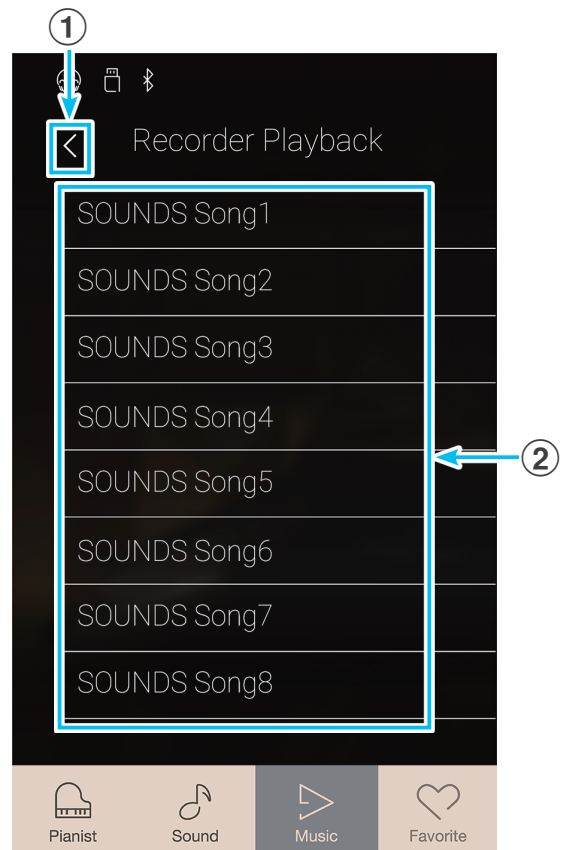 1
Recorder Playback
SOUNDS Song1
SOUNDS Song2
SOUNDS Song3
SOUNDS Song4
2
SOUNDS Song5
SOUNDS Song6
SOUNDS Song7
SOUNDS Song8
Pianist Sound Music Favorite